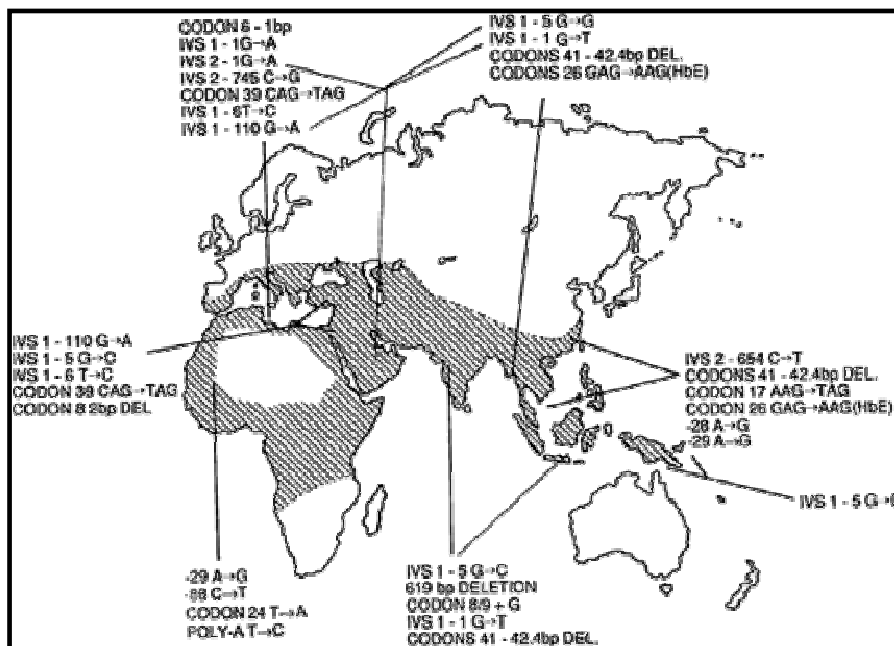 CODON 6 - 1bp
IVS 1 - 1G→A
IVS 2 - 1G→A
IVS 2 - 745 C→G
CODON 39 CAG→TAG
IVS 1 - 6T→C
IVS 1 - 110 G→A
IVS 1 - 5 G→G
IVS 1 - 1 G→T
CODONS 41 - 42.4bp DEL.
CODONS 26 GAG→AAG(HbE)
IVS 1 - 110 G→A
IVS 1 - 5 G→C
IVS 1 - 6 T→C
CODON 39 CAG→TAG
CODON 8 2bp DEL
IVS 2 - 654 C→T
CODONS 41 - 42.4bp DEL.
CODON 17 AAG→TAG
CODON 26 GAG→AAG(HbE)
-28 A→G
-29 A→G
IVS 1 - 5 G→
-29 A→G
-88 C→T
CODON 24 T→A
POLY-A T→C
IVS 1 - 5 G→C
619 bp DELETION
CODON 8/9 + G
IVS 1 - 1 G→T
CODONS 41 - 42.4bp DEL.